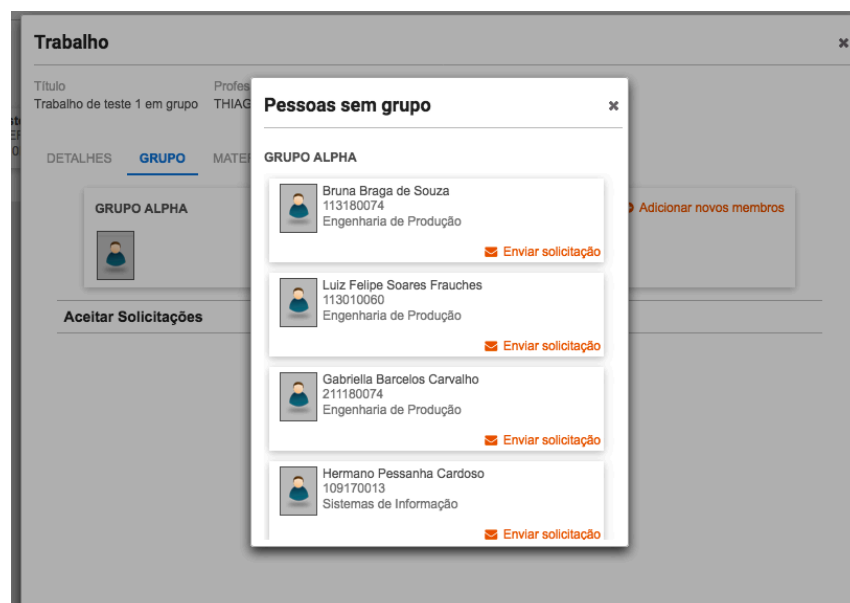 Trabalho
Título
Trabalho de teste 1 em grupo
THIAG
DETALHES GRUPO
GRUPO ALPHA
Adicionar novos membros
Aceitar Solicitações
Pessoas sem grupo
GRUPO ALPHA
Bruna Braga de Souza
113180074
Engenharia de Produção
Enviar solicitação
Luiz Felipe Soares Frauches
113010060
Engenharia de Produção
Enviar solicitação
Gabriella Barcelos Carvalho
211180074
Engenharia de Produção
Enviar solicitação
Hermano Pessanha Cardoso
109170013
Sistemas de Informação
Enviar solicitação